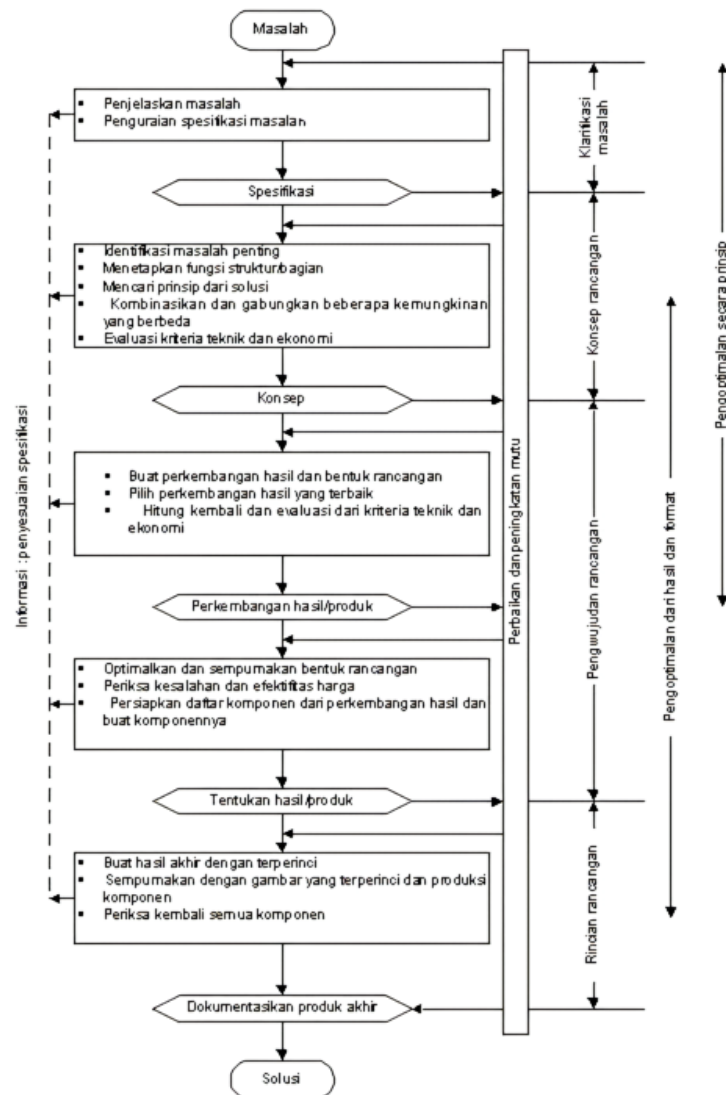 Masalah
Penjelaskan masalah
Penguraian spesifikasi masalah
Spesifikasi
Identifikasi masalah penting
Menetapkan fungsi struktur/bagian
Mencari prinsip dari solusi
Kombinasikan dan gabungkan beberapa kemungkinan
yang berbeda
Evaluasi kriteria teknik dan ekonomi
Konsep
Buat perkembangan hasil dan bentuk rancangan
Pilih perkembangan hasil yang terbaik
Hitung kembali dan evaluasi dari kriteria teknik dan
ekonomi
Perkembangan hasil/produk
Optimalkan dan sempurnakan bentuk rancangan
Periksa kesalahan dan efektifitas harga
Persiapkan daftar komponen dari perkembangan hasil dan
buat komponennya
Tentukan hasil/produk
Buat hasil akhir dengan terperinci
Sempurnakan dengan gambar yang terperinci dan produksi
komponen
Periksa kembali semua komponen
Dokumentasikan produk akhir
Solusi
Informasi : penyesuaian spesifikasi
Perbaikan dan peningkatan mutu
Klarifikasi
masalah
Konsep rancangan
Pengwujudan rancangan
Rincian rancangan
Pengoptimalan dari hasil dan format
Pengoptimalan secara prinsip